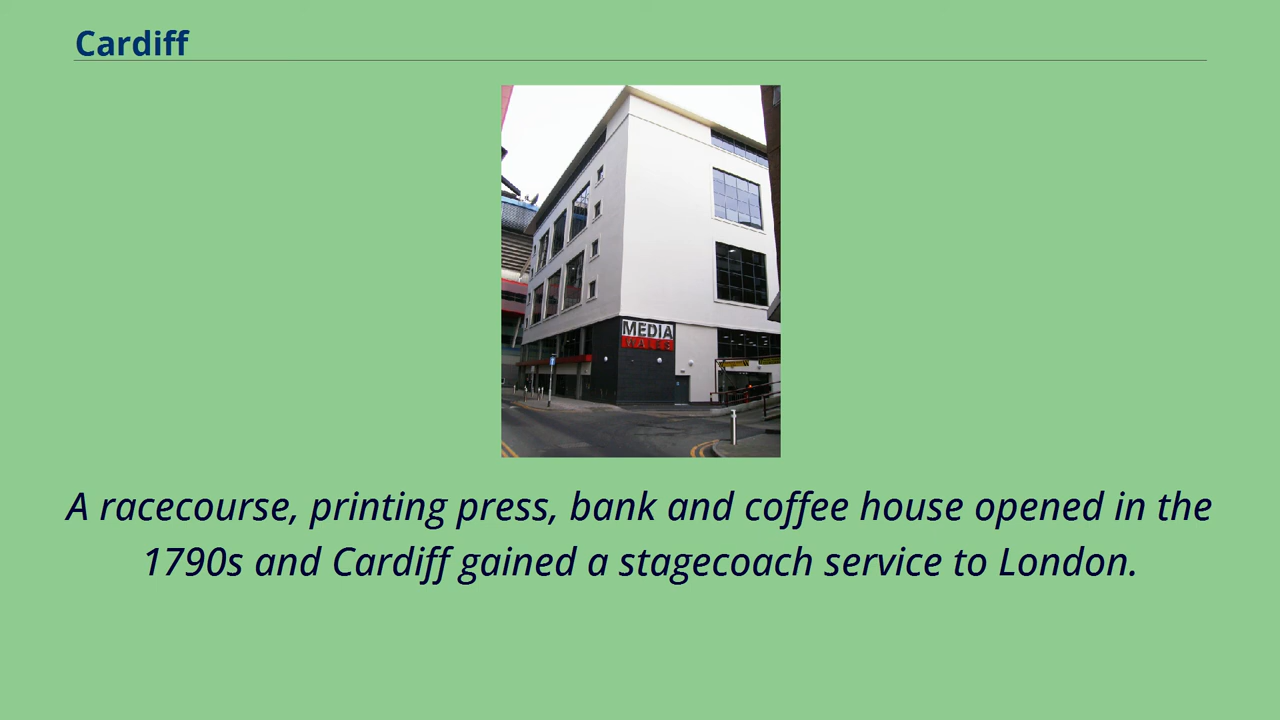 Cardiff
MEDIA
WALES
A racecourse, printing press, bank and coffee house opened in the
1790s and Cardiff gained a stagecoach service to London.